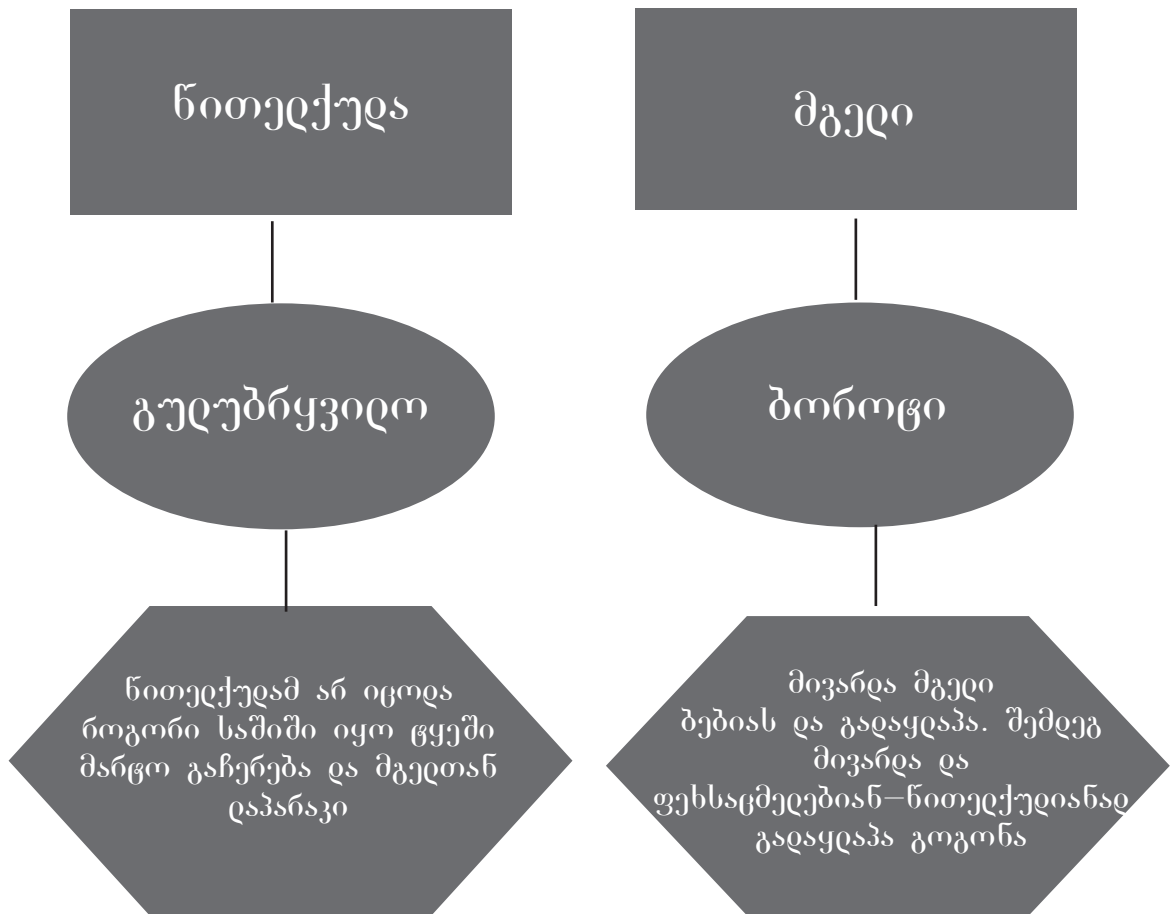 წითელქუდა
გულუბრყვილო
წითელქუდამ არ იცოდა
როგორი საშიში იყო ტყეში
მარტო გაჩერება და მგელთან
ლაპარაკი
მგელი
ბოროტი
მივარდა მგელი
ბებიას და გადაყლაპა. შემდეგ
მივარდა და
ფეხსაცმელებიან–წითელქუდიანად
გადაყლაპა გოგონა